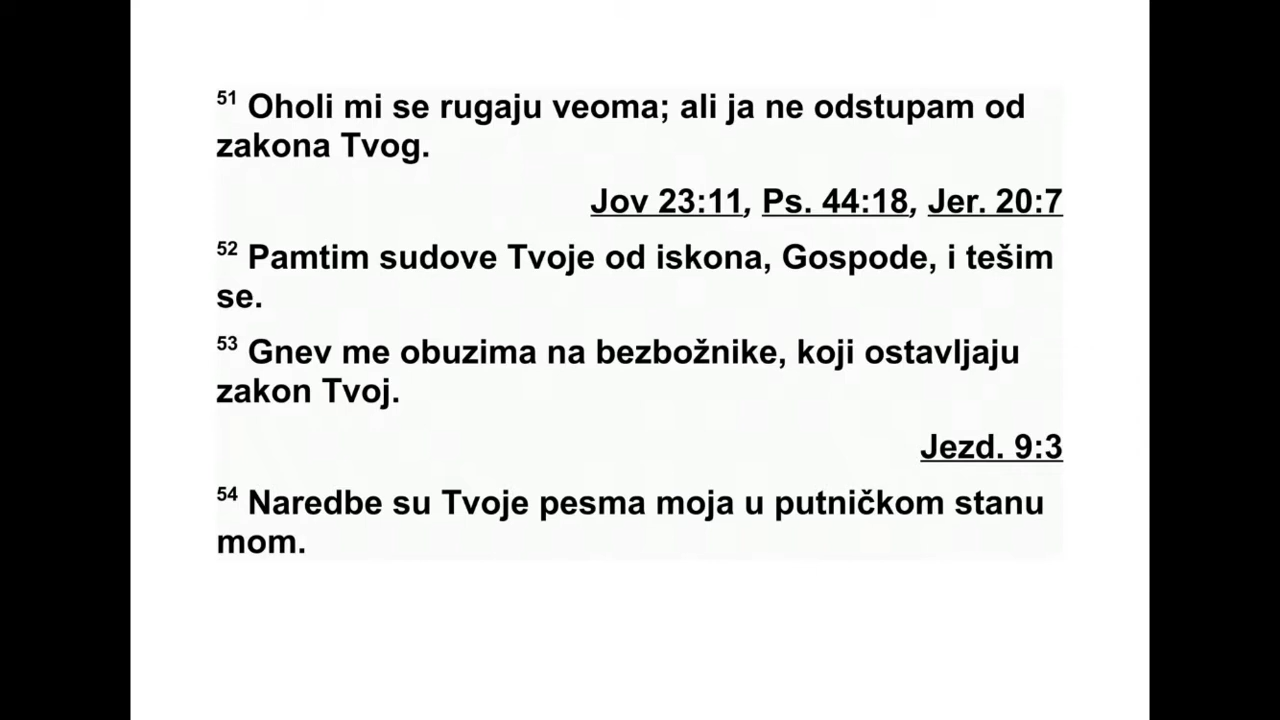 51 Oholi mi se rugaju veoma; ali ja ne odstupam od
zakona Tvog.
Jov 23:11, Ps. 44:18, Jer. 20:7
52 Pamtim sudove Tvoje od iskona, Gospode, i tešim
se.
53 Gnev me obuzima na bezbožnike, koji ostavljaju
zakon Tvoj.
Jezd. 9:3
54 Naredbe su Tvoje pesma moja u putničkom stanu
mom.